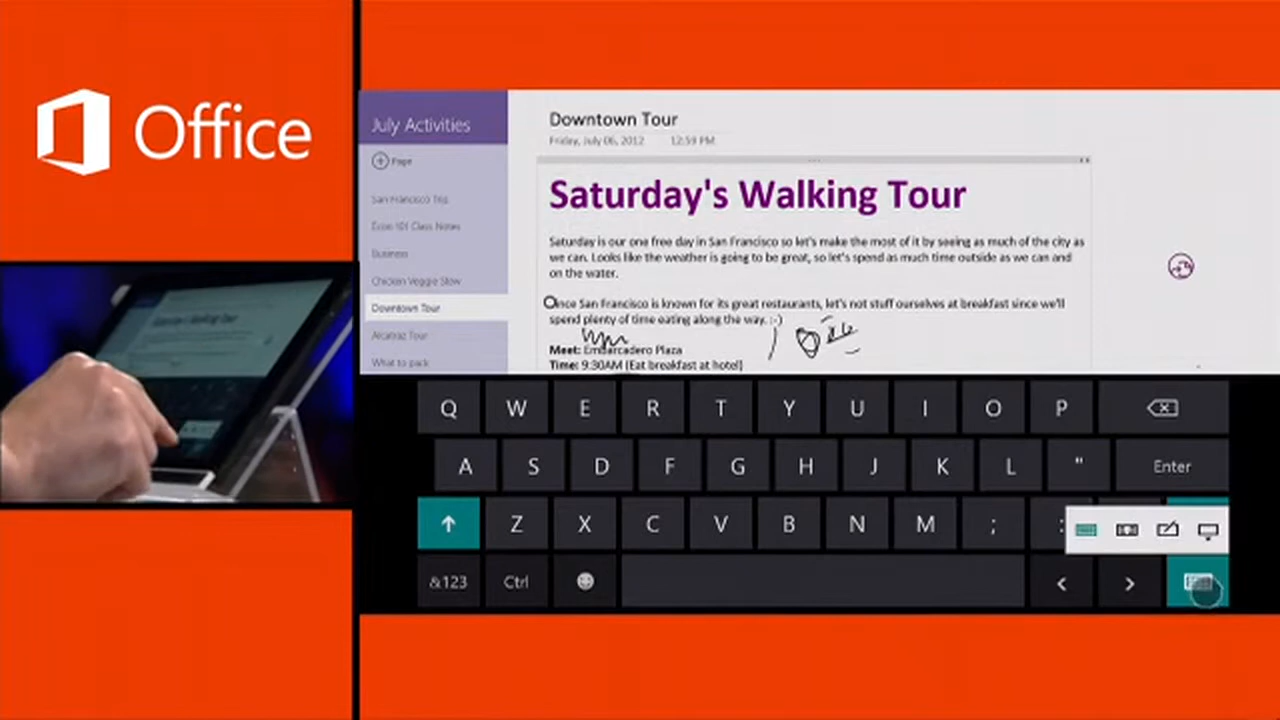 Office
July Activities
Page
San Francisco Trip
Econ 101 Class Notes
Business
Chicken Veggie Stew
Downtown Tour
Alcatraz Tour
What to pack
Downtown Tour
Friday, July 06, 2012 12:59 PM
Saturday's Walking Tour
Saturday is our one free day in San Francisco so let's make the most of it by seeing as much of the city as
we can. Looks like the weather is going to be great, so let's spend as much time outside as we can and
on the water.
Once San Francisco is known for its great restaurants, let's not stuff ourselves at breakfast since we'll
spend plenty of time eating along the way. :-)
Meet: Embarcadero Plaza
Time: 9:30AM (Eat breakfast at hotel)
Q W E R T Y U I O P
A S D F G H J K L " Enter
Z X C V B N M ; :
&123 Ctrl < >